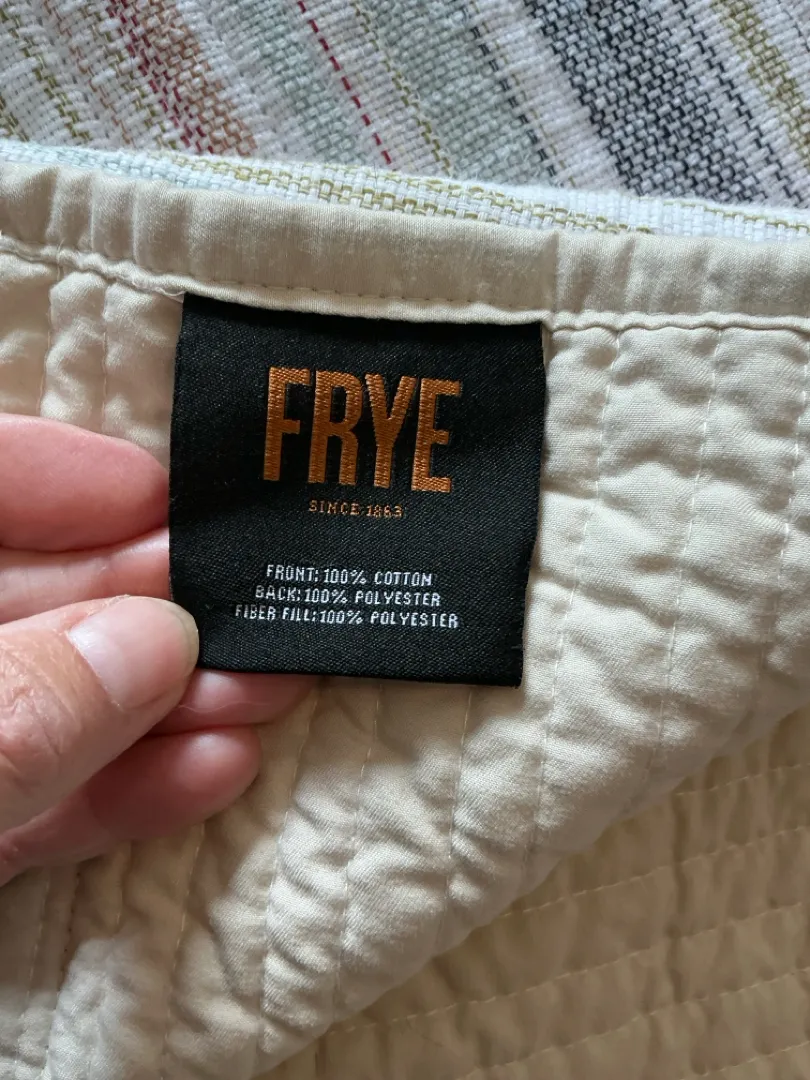 FRYE
SINCE 1863
FRONT: 100% COTTON
BACK: 100% POLYESTER
FIBER FILL: 100% POLYESTER